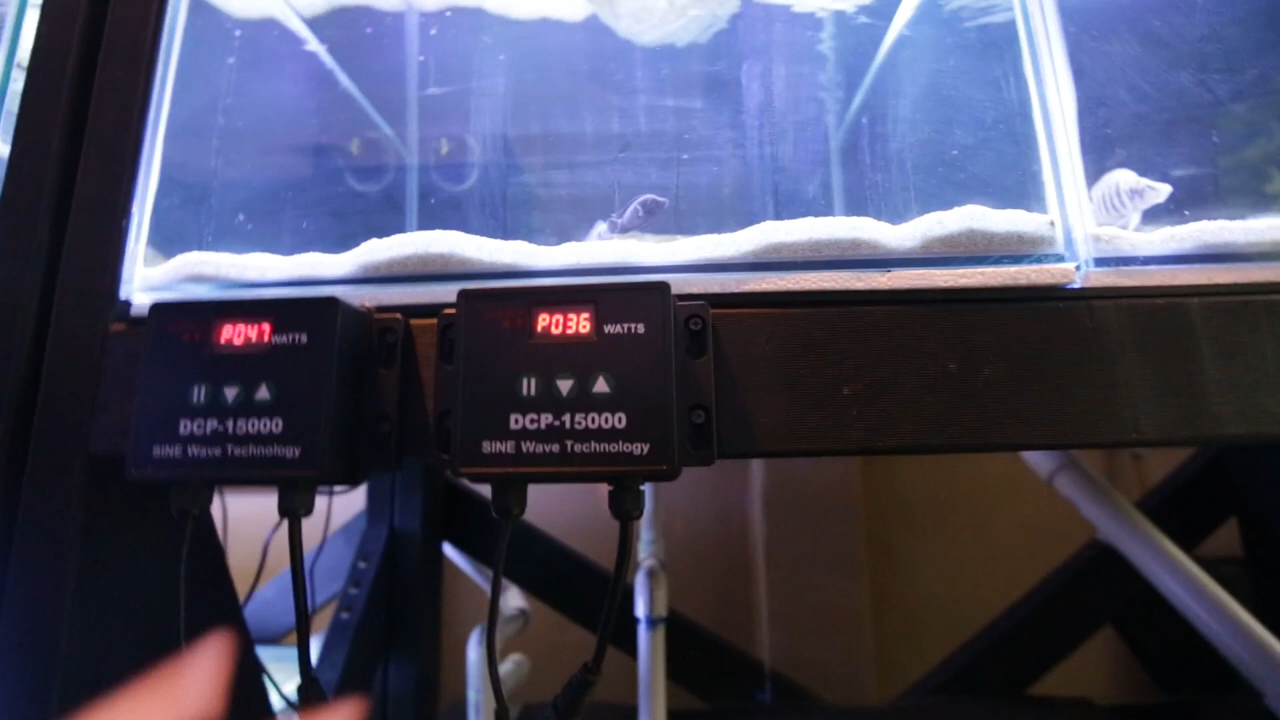 P047 WATTS
DCP-15000
SINE Wave Technology
P036 WATTS
DCP-15000
SINE Wave Technology